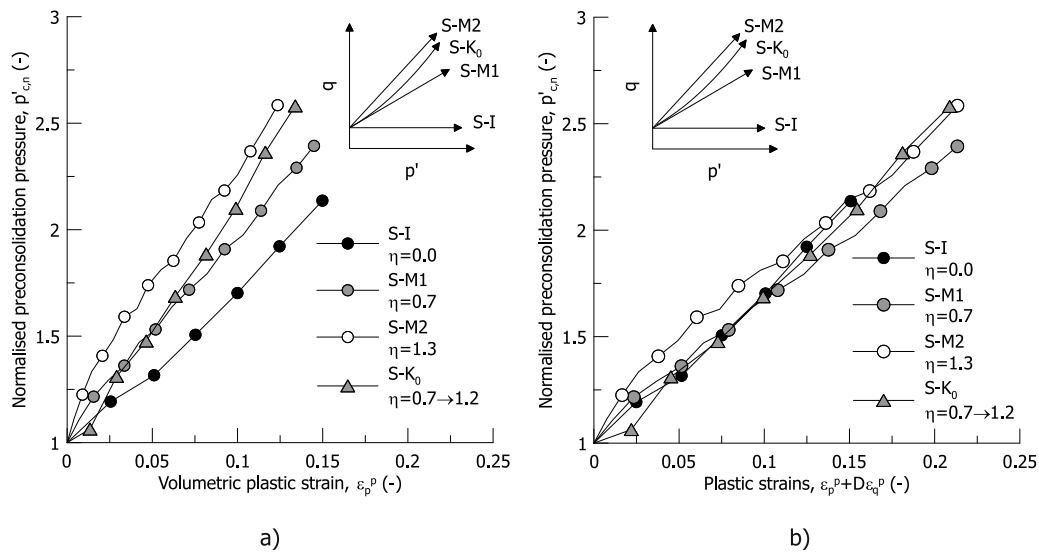 Normalised preconsolidation pressure, p'c,n (-)
3
2.5
2
1.5
1
0
0.05
0.1
0.15
0.2
0.25
Volumetric plastic strain, εpᵖ (-)
q
p'
S-M2
S-K₀
S-M1
S-I
S-I
η=0.0
S-M1
η=0.7
S-M2
η=1.3
S-K₀
η=0.7→1.2
a)
Normalised preconsolidation pressure, p'c,n (-)
3
2.5
2
1.5
1
0
0.05
0.1
0.15
0.2
0.25
Plastic strains, εpᵖ+Dεqᵖ (-)
q
p'
S-M2
S-K₀
S-M1
S-I
S-I
η=0.0
S-M1
η=0.7
S-M2
η=1.3
S-K₀
η=0.7→1.2
b)